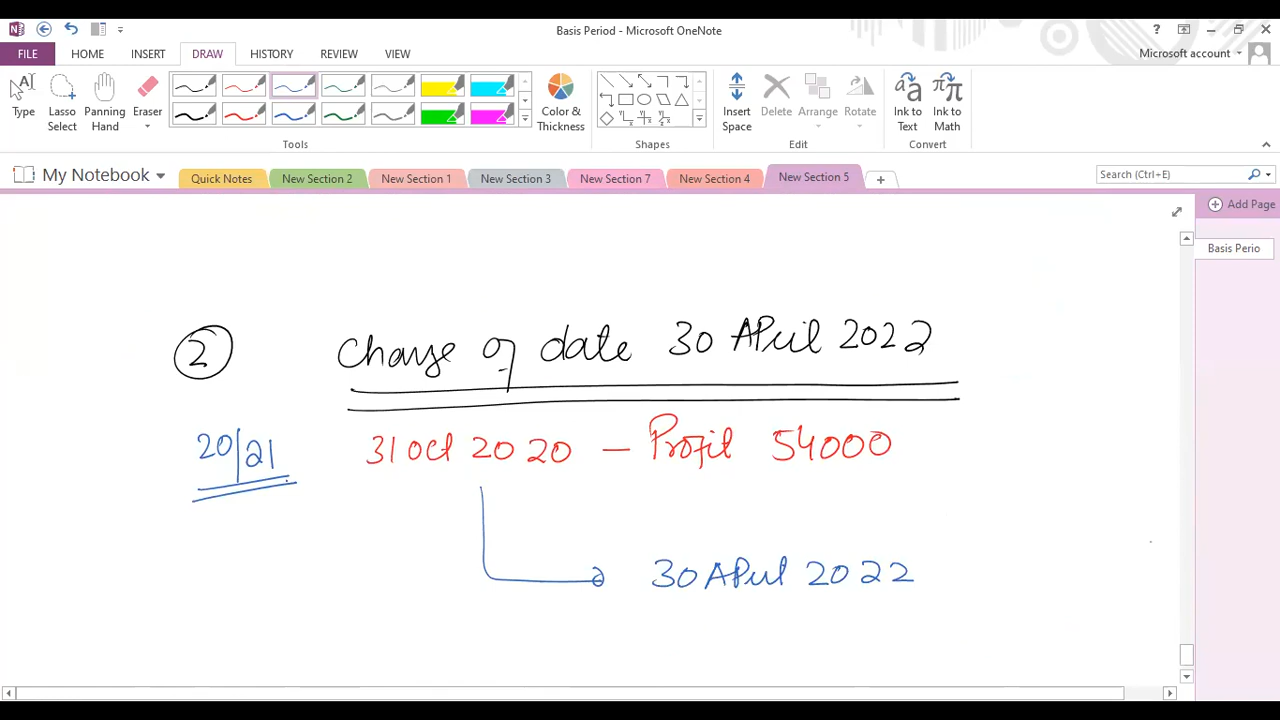 Basis Period - Microsoft OneNote
?
FILE HOME INSERT DRAW HISTORY REVIEW VIEW
Microsoft account
Type Lasso Select Panning Hand Eraser Color & Thickness Insert Space Delete Arrange Rotate Ink to Text Ink to Math
Tools Shapes Edit Convert
My Notebook Quick Notes New Section 2 New Section 1 New Section 3 New Section 7 New Section 4 New Section 5 Search (Ctrl+E)
Add Page
Basis Perio
2 Change of date 30 APril 2022
20/21 31 Oct 2020 – Profit 54000
30 APril 2022